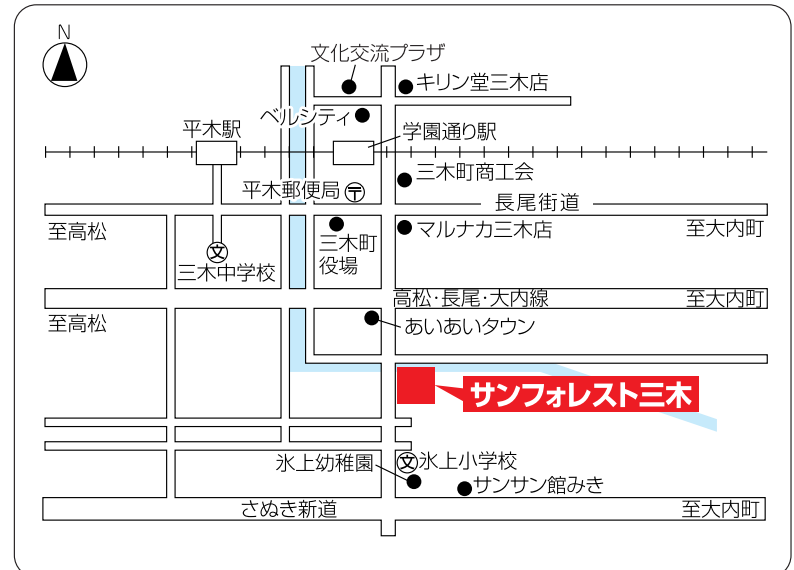 N
文化交流プラザ
キリン堂三木店
ベルシティ
平木駅
学園通り駅
三木町商工会
平木郵便局
〒
長尾街道
至高松
三木町
役場
マルナカ三木店
至大内町
文
三木中学校
高松・長尾・大内線
至大内町
至高松
あいあいタウン
サンフォレスト三木
氷上幼稚園
文
氷上小学校
サンサン館みき
さぬき新道
至大内町